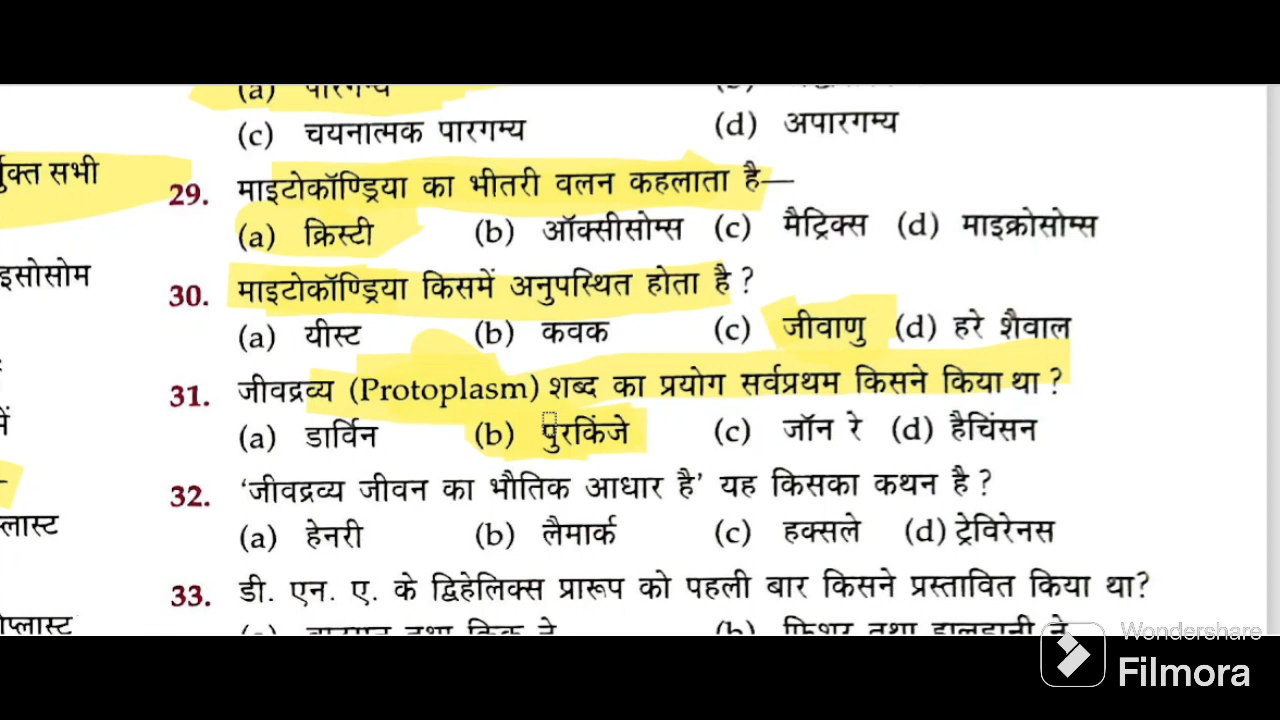 (a) पारगम्य
(c) चयनात्मक पारगम्य (d) अपारगम्य
ुक्त सभी
29. माइटोकॉण्ड्रिया का भीतरी वलन कहलाता है—
(a) क्रिस्टी (b) ऑक्सीसोम्स (c) मैट्रिक्स (d) माइक्रोसोम्स
इसोसोम
30. माइटोकॉण्ड्रिया किसमें अनुपस्थित होता है ?
(a) यीस्ट (b) कवक (c) जीवाणु (d) हरे शैवाल
31. जीवद्रव्य (Protoplasm) शब्द का प्रयोग सर्वप्रथम किसने किया था ?
(a) डार्विन (b) पुरकिंजे (c) जॉन रे (d) हैचिंसन
32. ‘जीवद्रव्य जीवन का भौतिक आधार है’ यह किसका कथन है ?
प्लास्ट
(a) हेनरी (b) लैमार्क (c) हक्सले (d) ट्रेविरेनस
33. डी. एन. ए. के द्विहेलिक्स प्रारूप को पहली बार किसने प्रस्तावित किया था?
Wondershare
Filmora